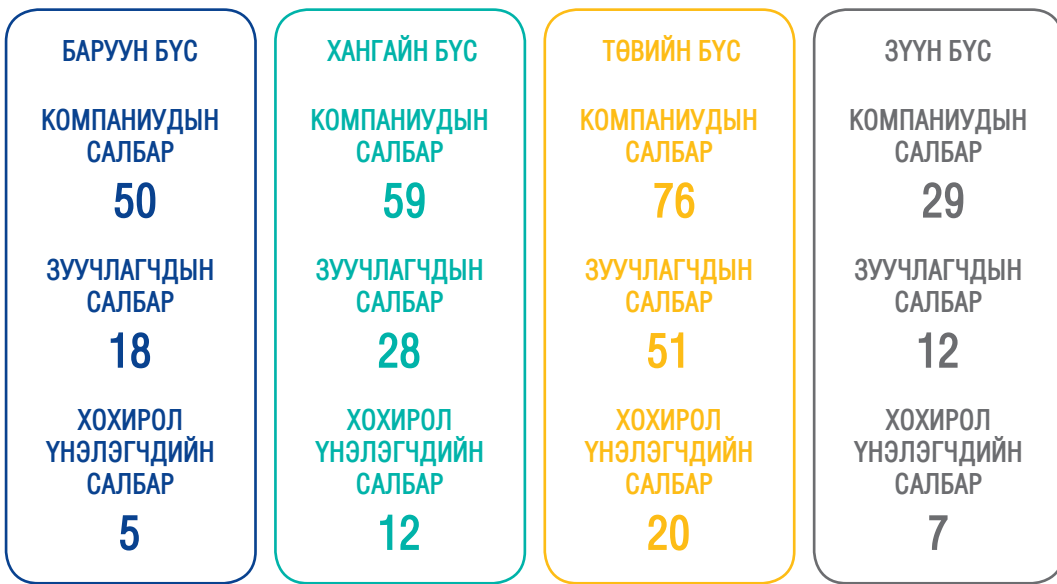 БАРУУН БҮС
КОМПАНИУДЫН
САЛБАР
50
ЗУУЧЛАГЧДЫН
САЛБАР
18
ХОХИРОЛ
ҮНЭЛЭГЧДИЙН
САЛБАР
5
ХАНГАЙН БҮС
КОМПАНИУДЫН
САЛБАР
59
ЗУУЧЛАГЧДЫН
САЛБАР
28
ХОХИРОЛ
ҮНЭЛЭГЧДИЙН
САЛБАР
12
ТӨВИЙН БҮС
КОМПАНИУДЫН
САЛБАР
76
ЗУУЧЛАГЧДЫН
САЛБАР
51
ХОХИРОЛ
ҮНЭЛЭГЧДИЙН
САЛБАР
20
ЗҮҮН БҮС
КОМПАНИУДЫН
САЛБАР
29
ЗУУЧЛАГЧДЫН
САЛБАР
12
ХОХИРОЛ
ҮНЭЛЭГЧДИЙН
САЛБАР
7